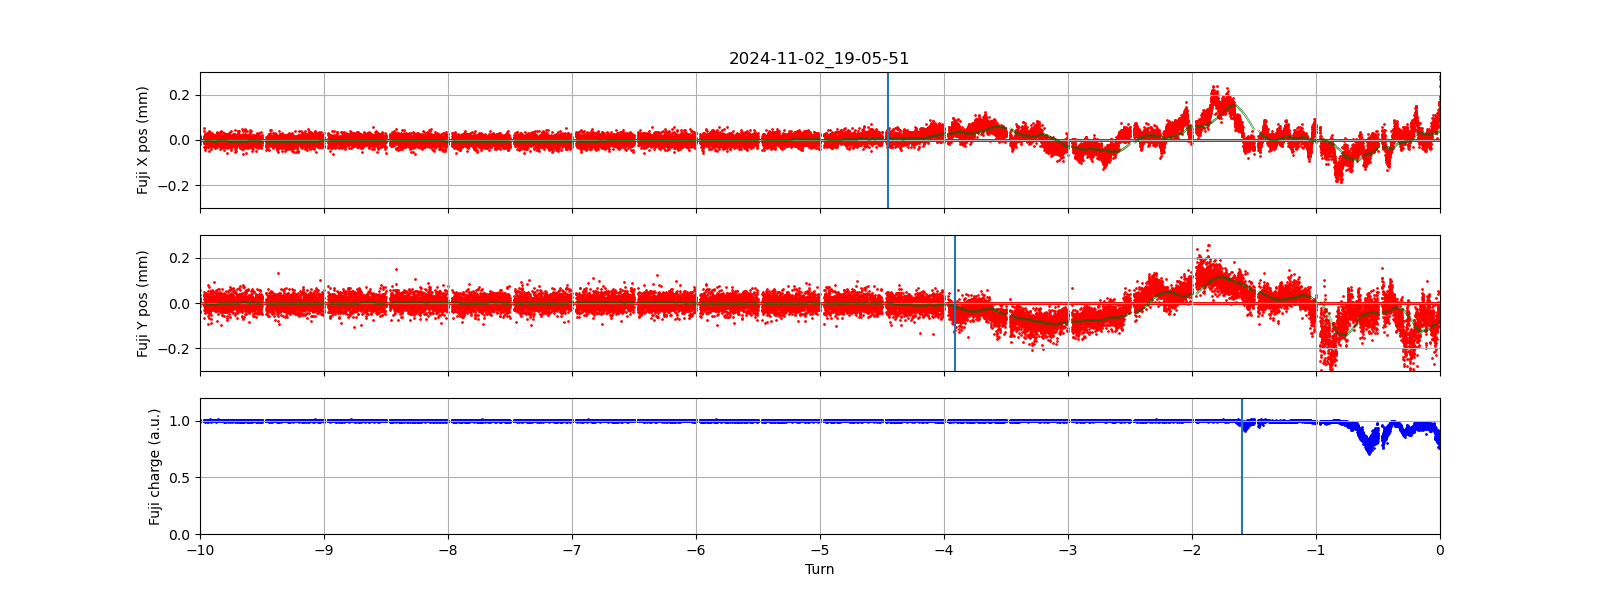 2024-11-02_19-05-51
Fuji X pos (mm)
0.2
0.0
−0.2
Fuji Y pos (mm)
0.2
0.0
−0.2
Fuji charge (a.u.)
1.0
0.5
0.0
−10 −9 −8 −7 −6 −5 −4 −3 −2 −1 0
Turn